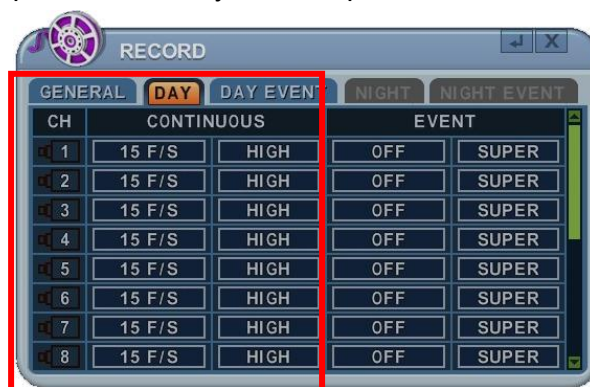 RECORD
X
GENERAL DAY DAY EVENT NIGHT NIGHT EVENT
CH CONTINUOUS EVENT
1 15 F/S HIGH OFF SUPER
2 15 F/S HIGH OFF SUPER
3 15 F/S HIGH OFF SUPER
4 15 F/S HIGH OFF SUPER
5 15 F/S HIGH OFF SUPER
6 15 F/S HIGH OFF SUPER
7 15 F/S HIGH OFF SUPER
8 15 F/S HIGH OFF SUPER